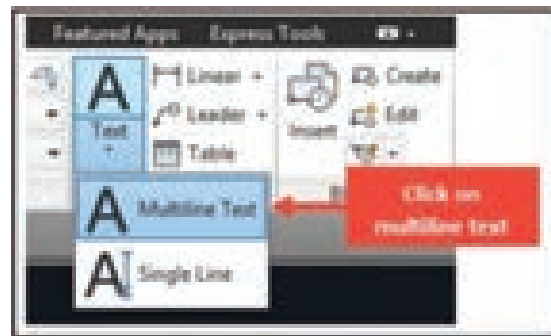 Featured Apps Express Tools
Text
Linear
Leader
Table
Insert
Create
Edit
Multiline Text
Single Line
Click on
multiline text